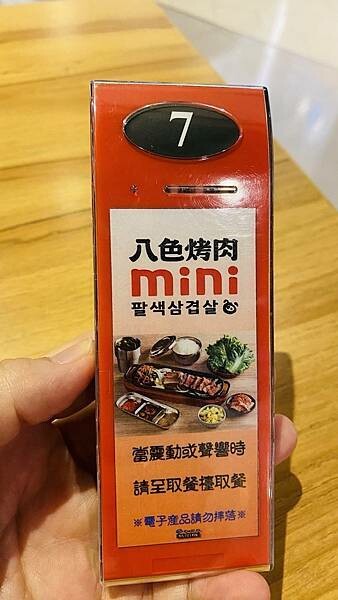 7
八色烤肉
mini
팔색삼겹살
當震動或聲響時
請至取餐檯取餐
※電子產品請勿摔落※